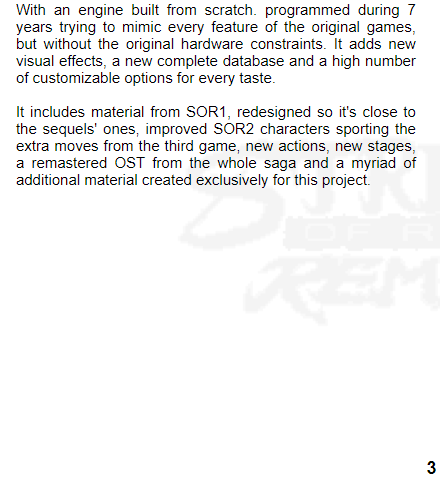 With an engine built from scratch. programmed during 7
years trying to mimic every feature of the original games,
but without the original hardware constraints. It adds new
visual effects, a new complete database and a high number
of customizable options for every taste.
It includes material from SOR1, redesigned so it's close to
the sequels' ones, improved SOR2 characters sporting the
extra moves from the third game, new actions, new stages,
a remastered OST from the whole saga and a myriad of
additional material created exclusively for this project.
OF R
REM
3